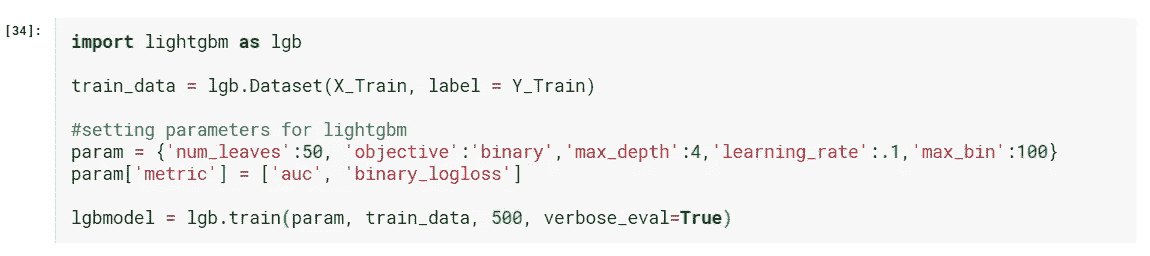 [34]:
import lightgbm as lgb
train_data = lgb.Dataset(X_Train, label = Y_Train)
#setting parameters for lightgbm
param = {'num_leaves':50, 'objective':'binary','max_depth':4,'learning_rate':.1,'max_bin':100}
param['metric'] = ['auc', 'binary_logloss']
lgbmodel = lgb.train(param, train_data, 500, verbose_eval=True)